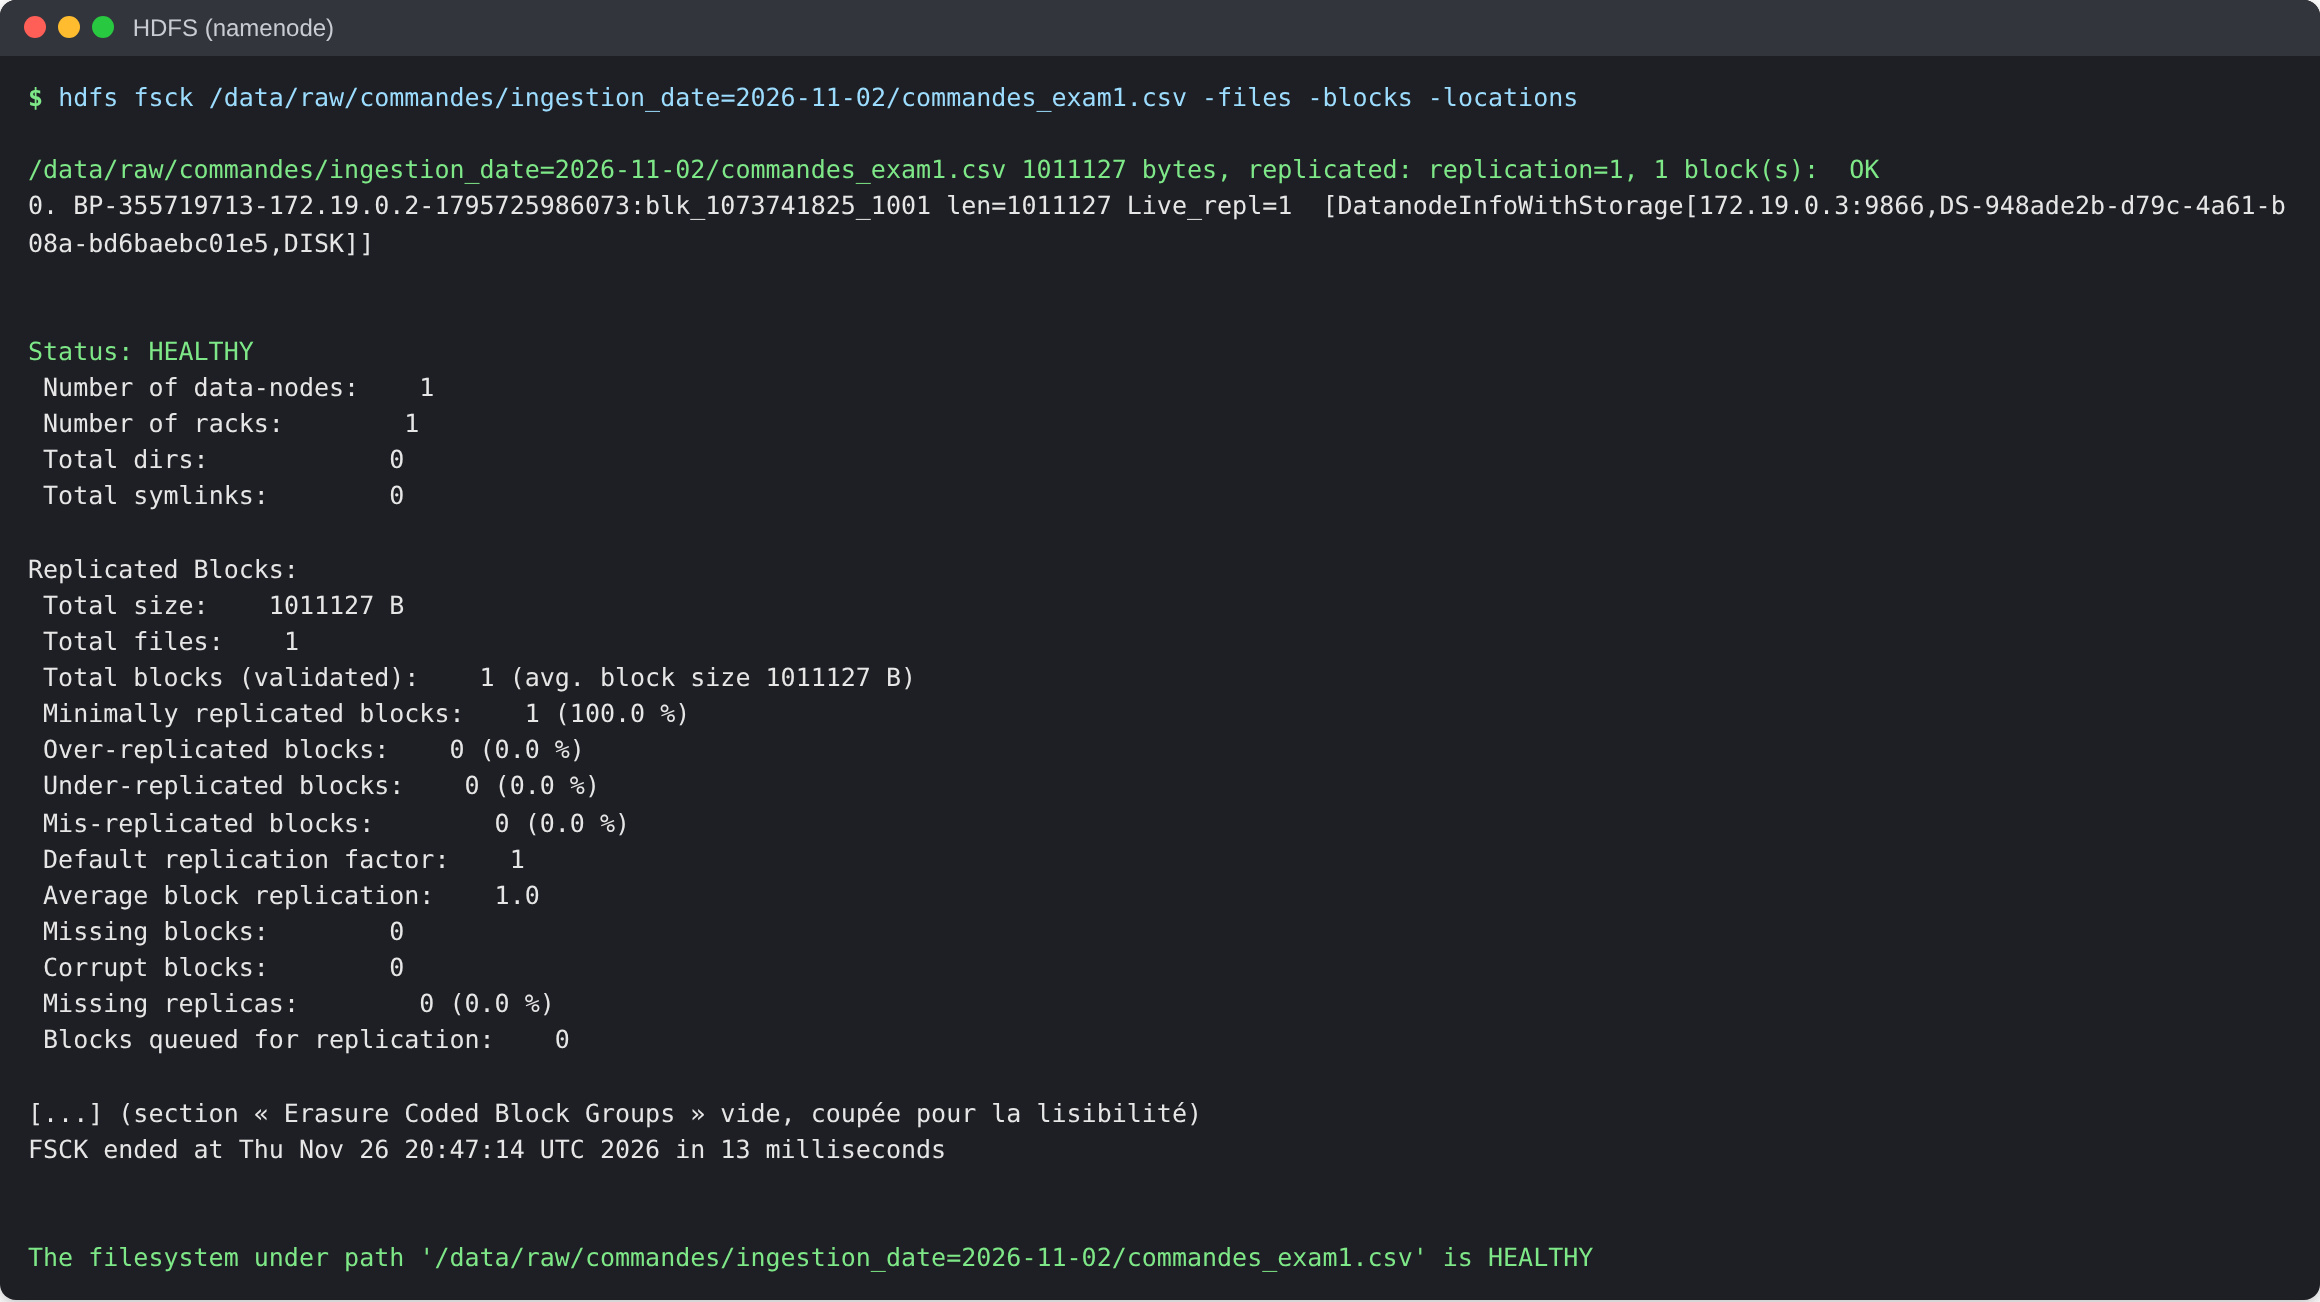 HDFS (namenode)
$ hdfs fsck /data/raw/commandes/ingestion_date=2026-11-02/commandes_exam1.csv -files -blocks -locations
/data/raw/commandes/ingestion_date=2026-11-02/commandes_exam1.csv 1011127 bytes, replicated: replication=1, 1 block(s):  OK
0. BP-355719713-172.19.0.2-1795725986073:blk_1073741825_1001 len=1011127 Live_repl=1  [DatanodeInfoWithStorage[172.19.0.3:9866,DS-948ade2b-d79c-4a61-b
08a-bd6baebc01e5,DISK]]
Status: HEALTHY
Number of data-nodes:    1
Number of racks:        1
Total dirs:            0
Total symlinks:        0
Replicated Blocks:
Total size:    1011127 B
Total files:    1
Total blocks (validated):    1 (avg. block size 1011127 B)
Minimally replicated blocks:    1 (100.0 %)
Over-replicated blocks:    0 (0.0 %)
Under-replicated blocks:    0 (0.0 %)
Mis-replicated blocks:        0 (0.0 %)
Default replication factor:    1
Average block replication:    1.0
Missing blocks:        0
Corrupt blocks:        0
Missing replicas:        0 (0.0 %)
Blocks queued for replication:    0
[...] (section « Erasure Coded Block Groups » vide, coupée pour la lisibilité)
FSCK ended at Thu Nov 26 20:47:14 UTC 2026 in 13 milliseconds
The filesystem under path '/data/raw/commandes/ingestion_date=2026-11-02/commandes_exam1.csv' is HEALTHY